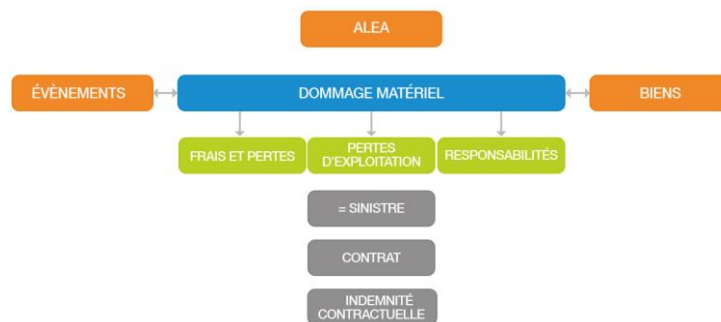 ALEA
ÉVÈNEMENTS
DOMMAGE MATÉRIEL
BIENS
FRAIS ET PERTES
PERTES
D'EXPLOITATION
RESPONSABILITÉS
= SINISTRE
CONTRAT
INDEMNITÉ
CONTRACTUELLE